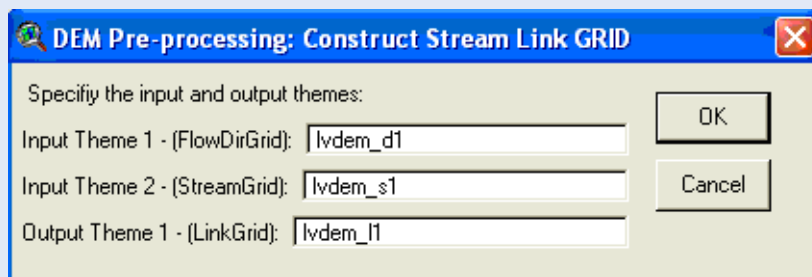 DEM Pre-processing: Construct Stream Link GRID
Specifiy the input and output themes:
OK
Input Theme 1 - (FlowDirGrid): lvdem_d1
Input Theme 2 - (StreamGrid): lvdem_s1
Cancel
Output Theme 1 - (LinkGrid): lvdem_l1